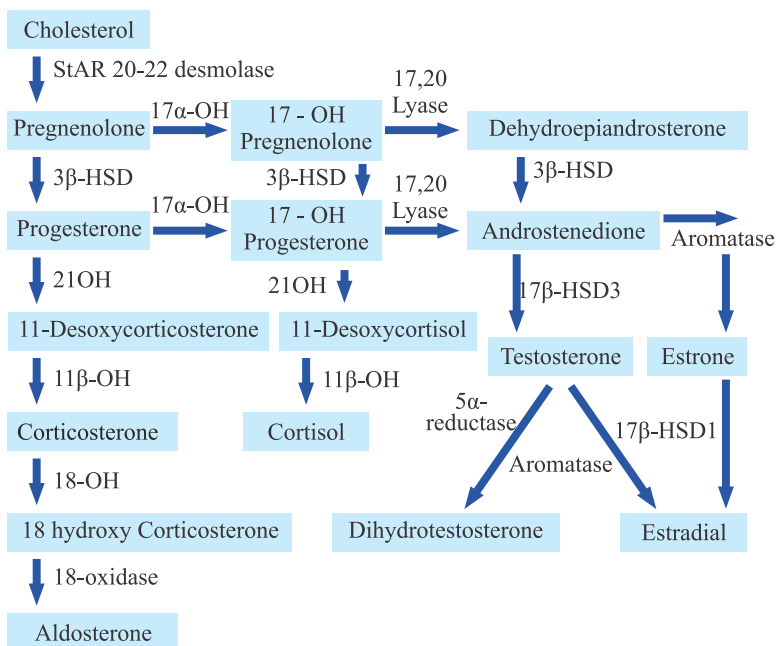 Cholesterol
StAR 20-22 desmolase
Pregnenolone
17α-OH
17 - OH
Pregnenolone
17,20
Lyase
Dehydroepiandrosterone
3β-HSD
3β-HSD
3β-HSD
Progesterone
17α-OH
17 - OH
Progesterone
17,20
Lyase
Androstenedione
Aromatase
21OH
21OH
17β-HSD3
11-Desoxycorticosterone
11-Desoxycortisol
Testosterone
Estrone
11β-OH
11β-OH
5α-
reductase
17β-HSD1
Aromatase
Corticosterone
Cortisol
18-OH
18 hydroxy Corticosterone
Dihydrotestosterone
Estradial
18-oxidase
Aldosterone